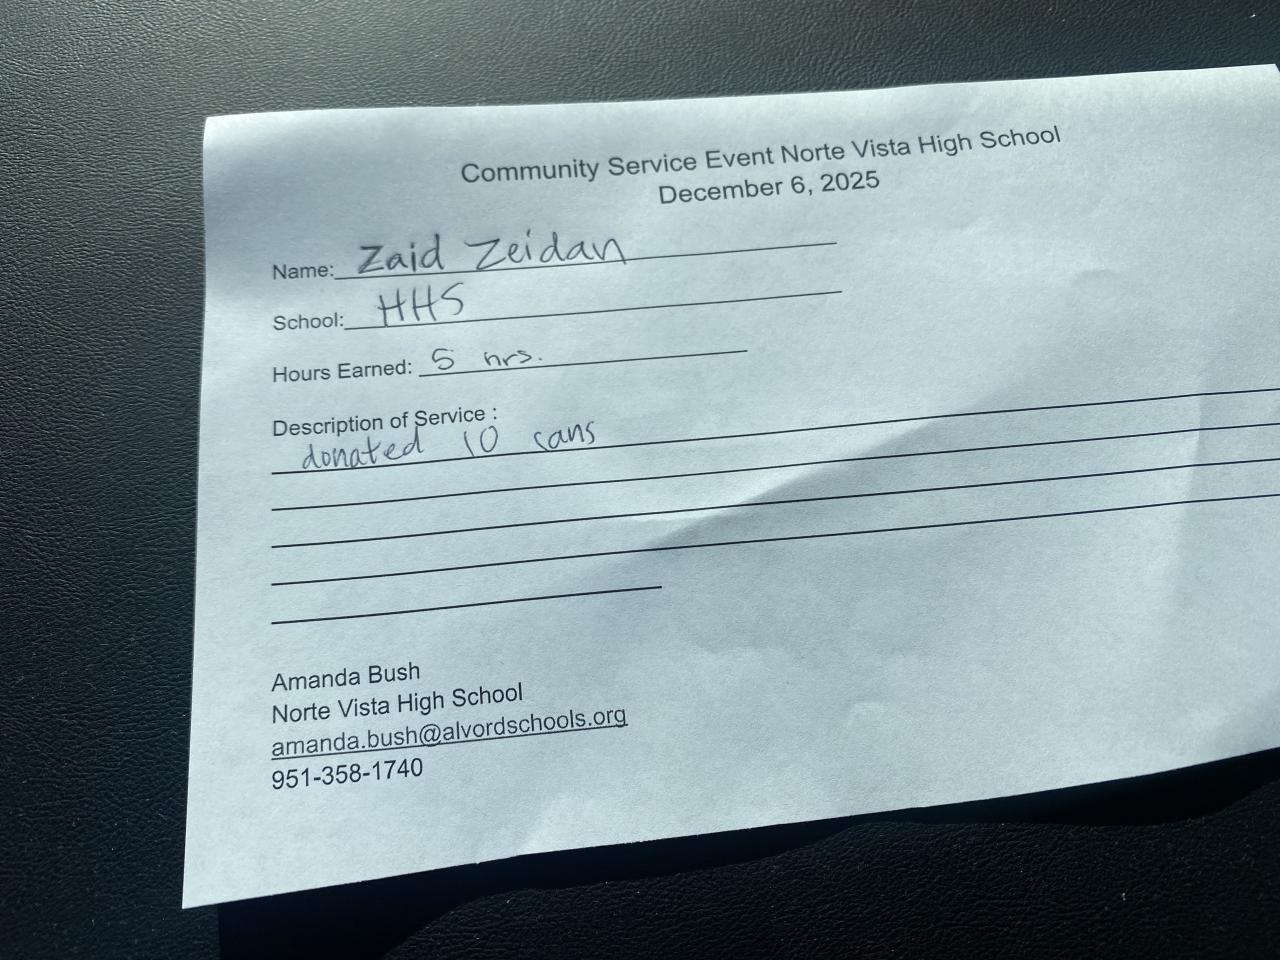 Community Service Event Norte Vista High School
December 6, 2025
Name: Zaid Zeidan
School: HHS
Hours Earned: 5 hrs.
Description of Service :
donated 10 cans
Amanda Bush
Norte Vista High School
amanda.bush@alvordschools.org
951-358-1740